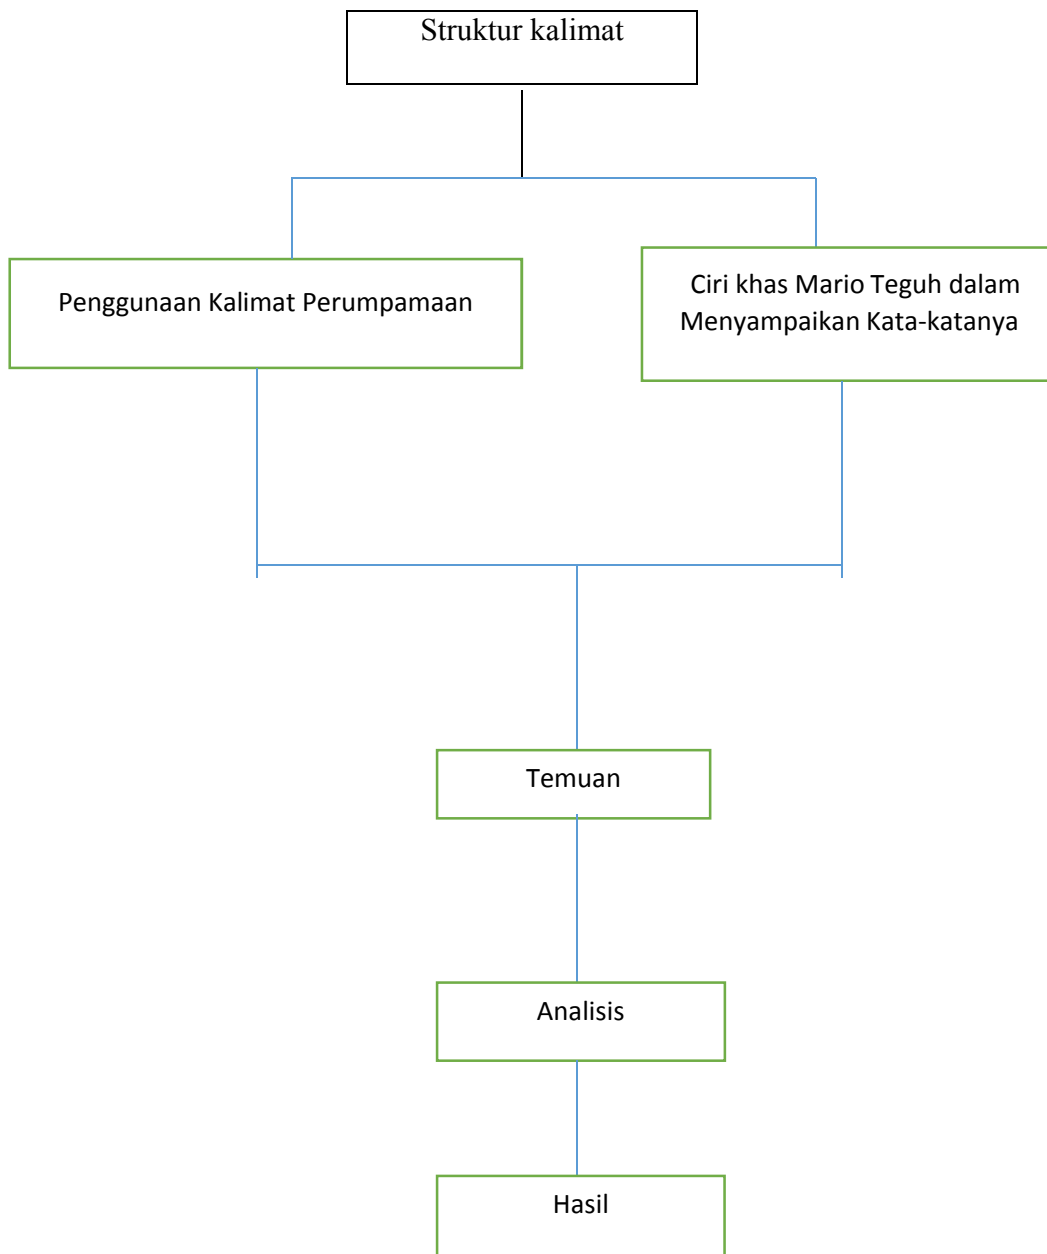 Struktur kalimat
Penggunaan Kalimat Perumpamaan
Ciri khas Mario Teguh dalam
Menyampaikan Kata-katanya
Temuan
Analisis
Hasil